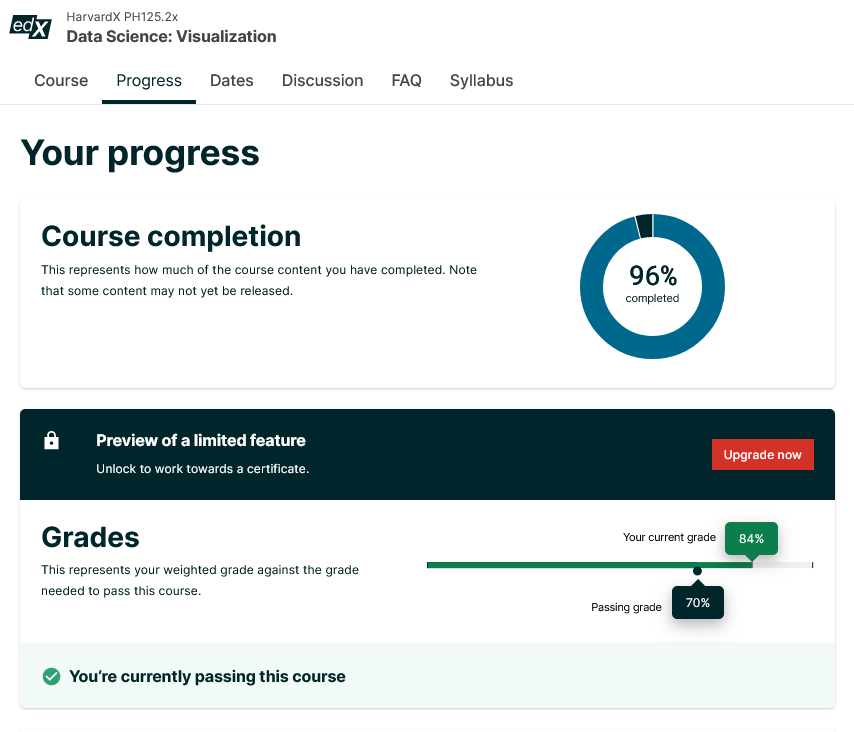 edX
HarvardX PH125.2x
Data Science: Visualization
Course Progress Dates Discussion FAQ Syllabus
Your progress
Course completion
This represents how much of the course content you have completed. Note
that some content may not yet be released.
96%
completed
Preview of a limited feature
Unlock to work towards a certificate.
Upgrade now
Grades
This represents your weighted grade against the grade
needed to pass this course.
Your current grade 84%
Passing grade 70%
You’re currently passing this course